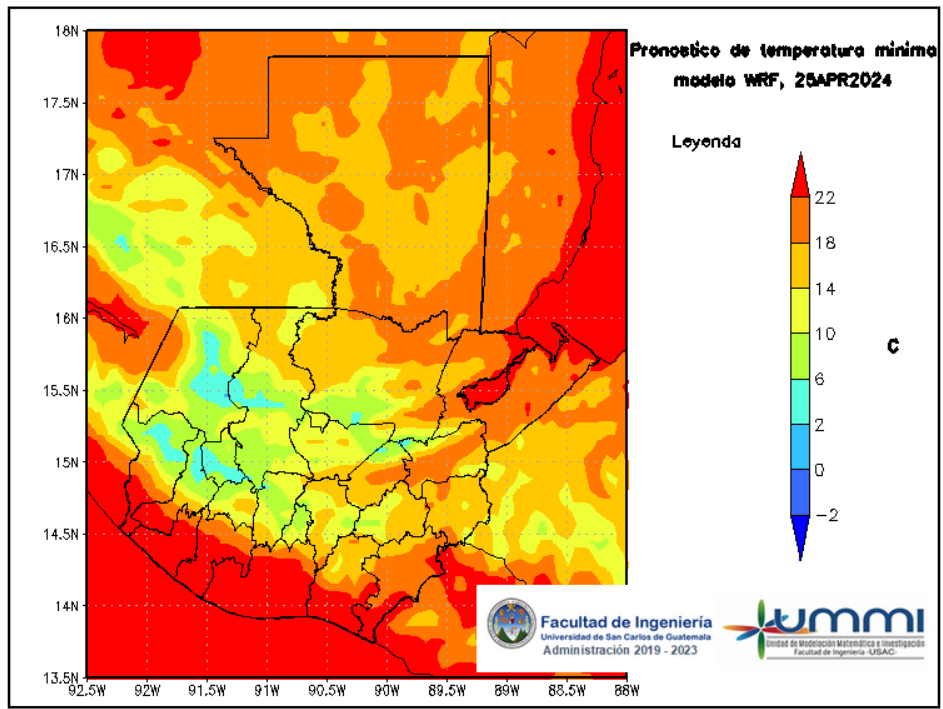 Pronostico de temperatura minima
modelo WRF, 25APR2024
Leyenda
22
18
14
10
6
2
0
−2
C
18N
17.5N
17N
16.5N
16N
15.5N
15N
14.5N
14N
13.5N
92.5W 92W 91.5W 91W 90.5W 90W 89.5W 89W 88.5W 88W
Facultad de Ingeniería
Universidad de San Carlos de Guatemala
Administración 2019 - 2023
UMMI
Unidad de Modelación Matemática e Investigación
Facultad de Ingeniería -USAC-